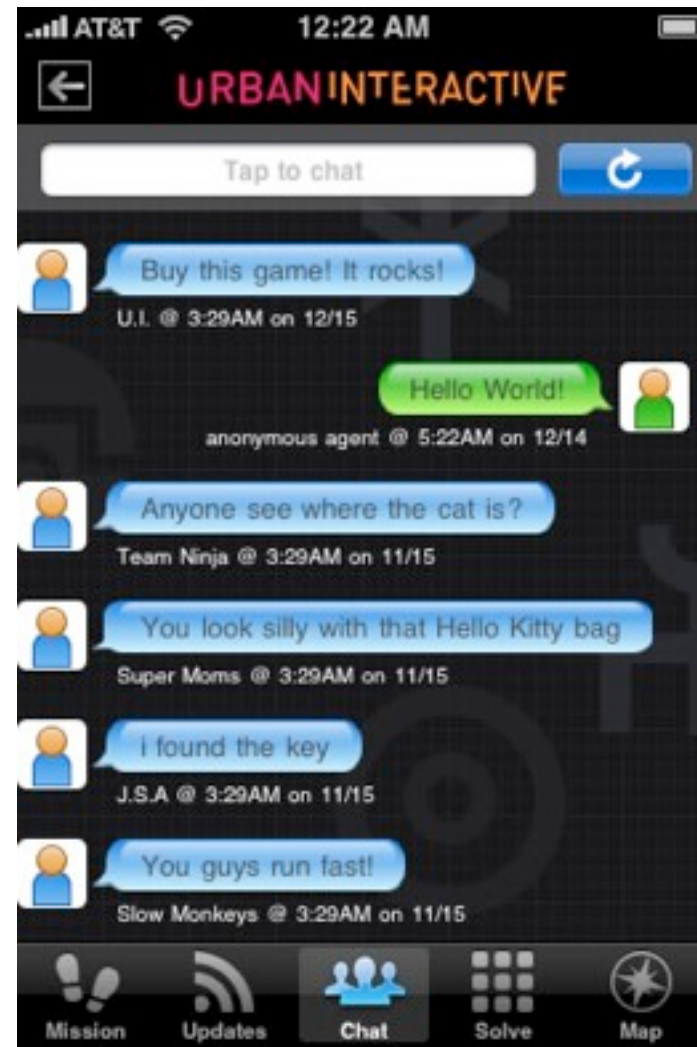 AT&T 12:22 AM
URBANINTERACTIVE
Tap to chat
Buy this game! It rocks!
U.I. @ 3:29AM on 12/15
Hello World!
anonymous agent @ 5:22AM on 12/14
Anyone see where the cat is?
Team Ninja @ 3:29AM on 11/15
You look silly with that Hello Kitty bag
Super Moms @ 3:29AM on 11/15
i found the key
J.S.A @ 3:29AM on 11/15
You guys run fast!
Slow Monkeys @ 3:29AM on 11/15
Mission Updates Chat Solve Map